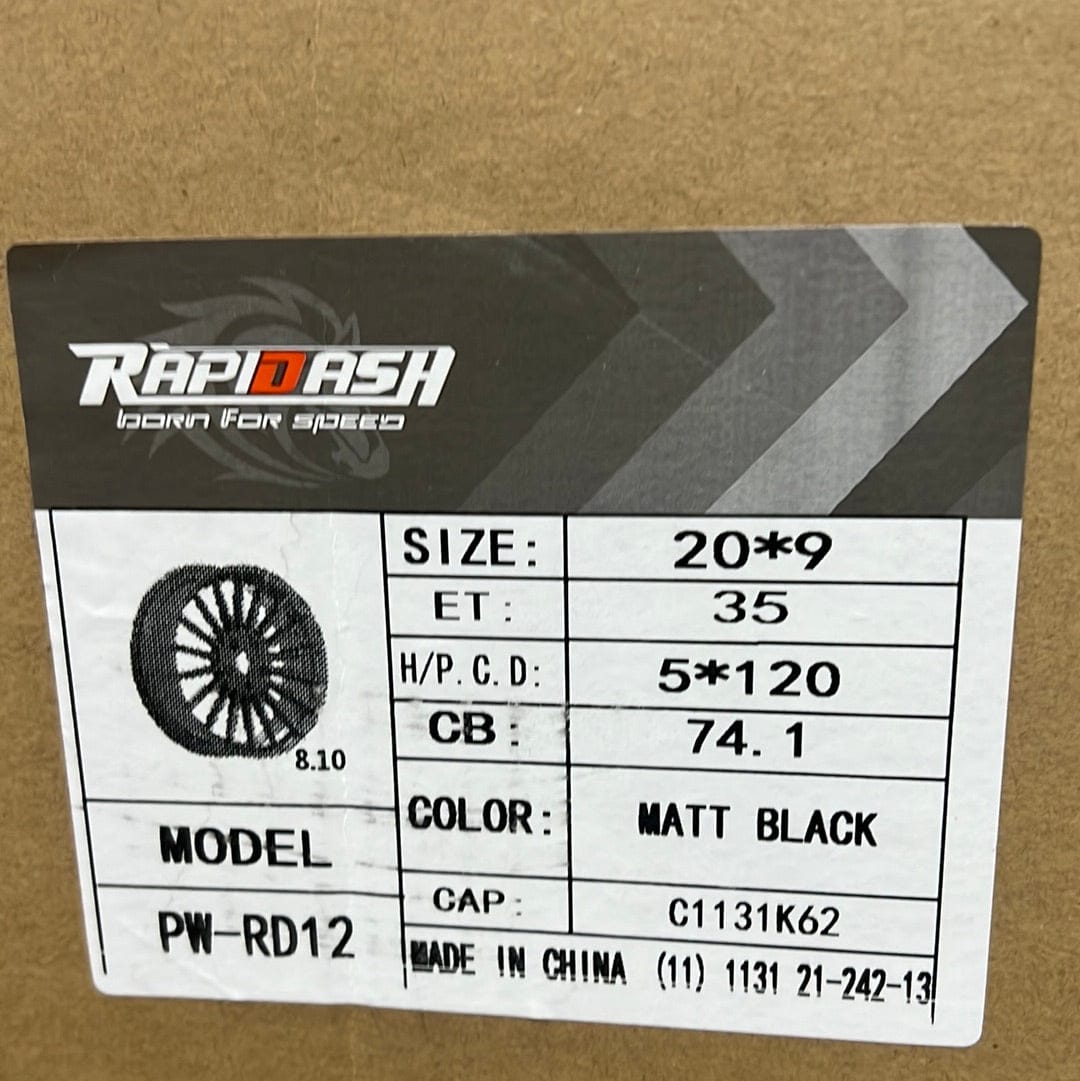 RAPIDASH
BORN FOR SPEED
SIZE: 20*9
ET: 35
H/P.C.D: 5*120
CB: 74.1
8.10
COLOR: MATT BLACK
MODEL
CAP: C1131K62
PW-RD12
MADE IN CHINA (11) 1131 21-242-13